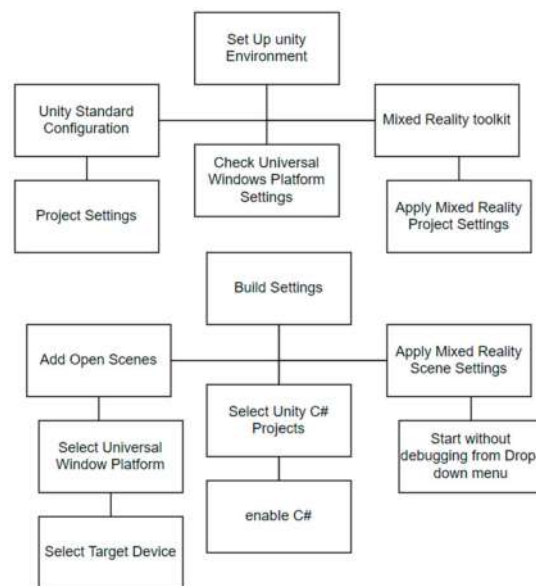 Set Up unity
Environment
Unity Standard
Configuration
Mixed Reality toolkit
Check Universal
Windows Platform
Settings
Project Settings
Apply Mixed Reality
Project Settings
Build Settings
Add Open Scenes
Apply Mixed Reality
Scene Settings
Select Unity C#
Projects
Select Universal
Window Platform
Start without
debugging from Drop
down menu
enable C#
Select Target Device